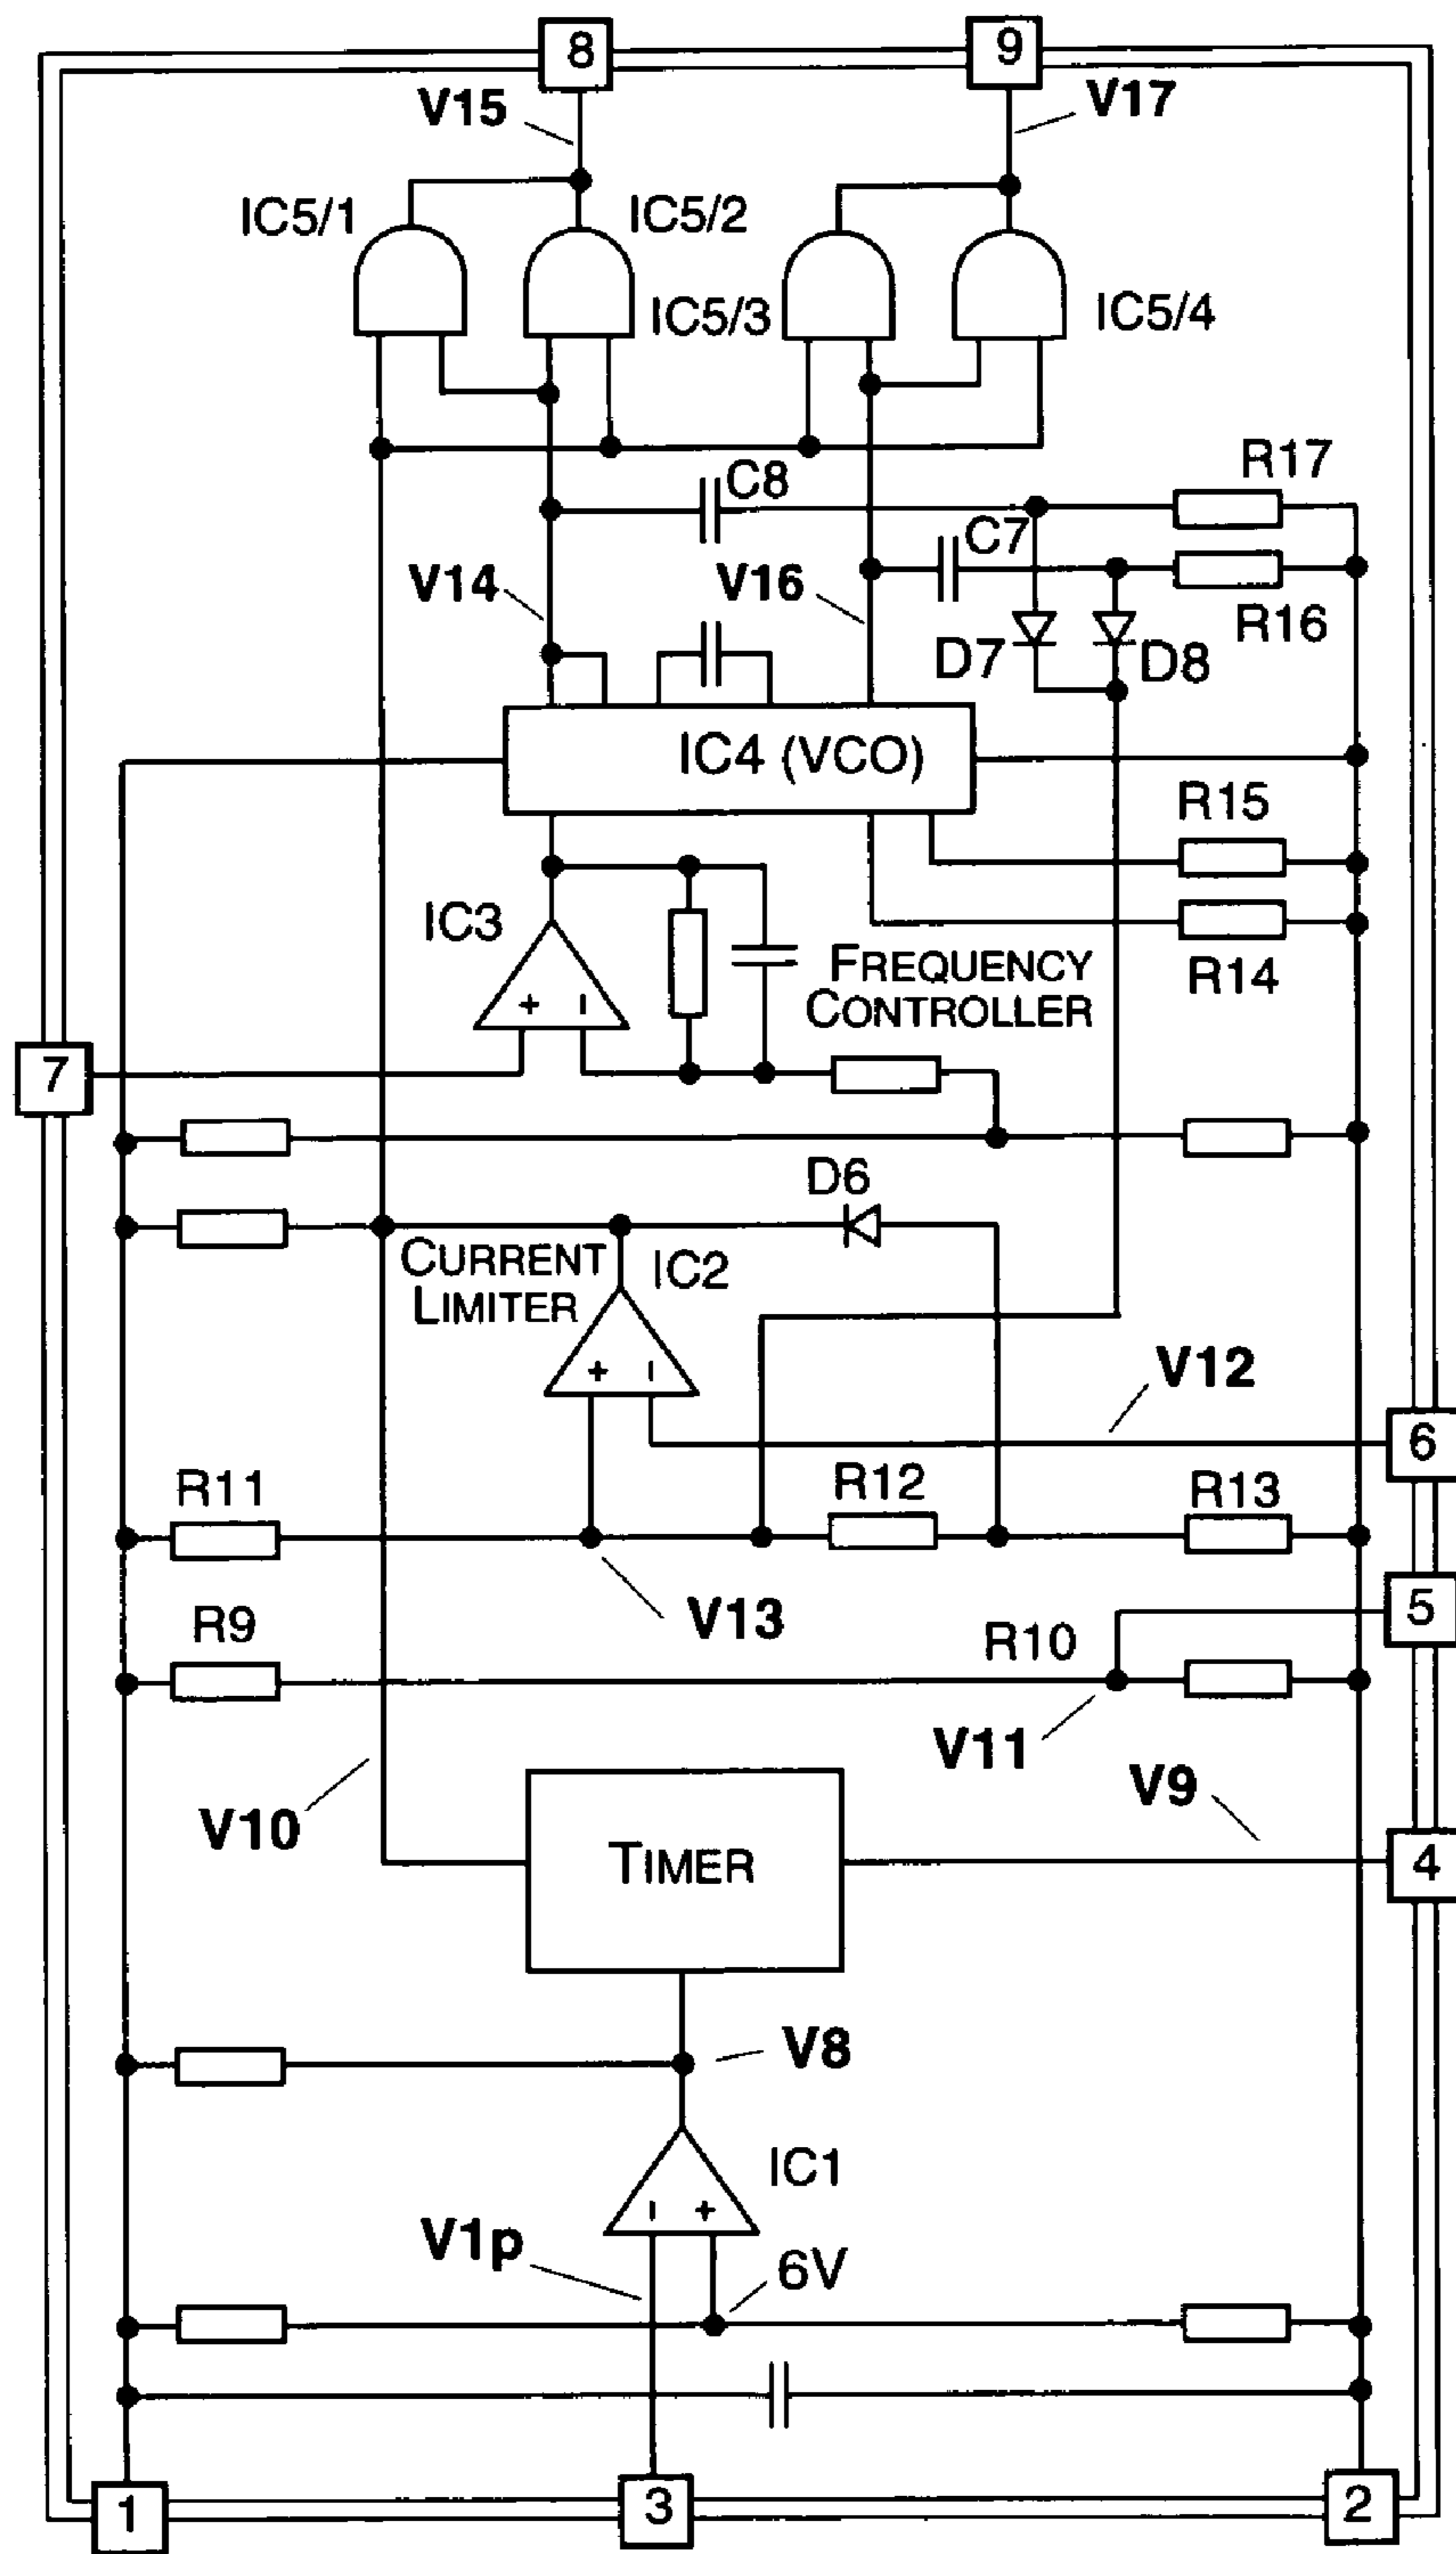 8
9
V15
V17
IC5/1
IC5/2
IC5/3
IC5/4
R17
C8
C7
V14
V16
R16
D7
D8
IC4 (VCO)
R15
IC3
+
−
FREQUENCY
CONTROLLER
R14
7
D6
CURRENT
LIMITER
IC2
+
−
V12
6
R11
R12
R13
V13
5
R9
R10
V11
V9
V10
TIMER
4
V8
IC1
−
+
V1p
6V
1
3
2